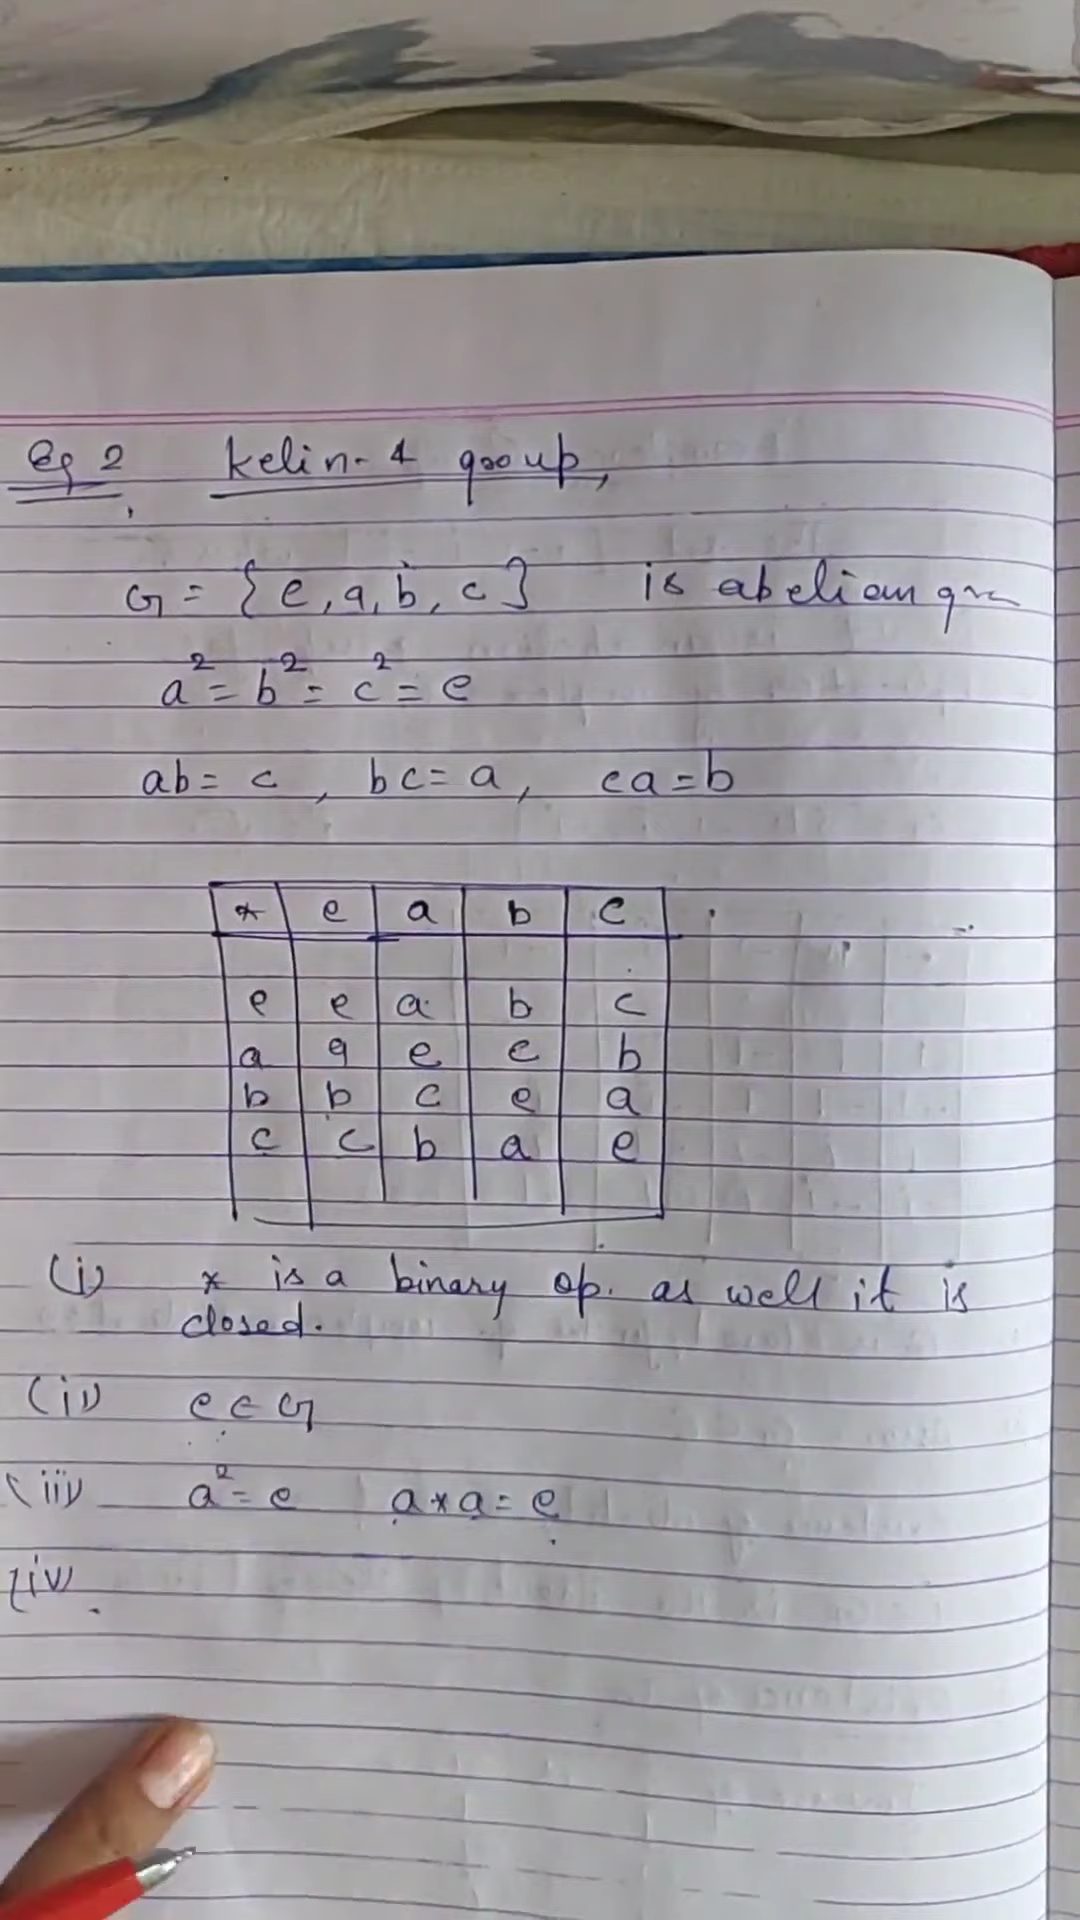 Eg 2 Kelin-4 group,
G = {e, a, b, c} is abelian
a² = b² = c² = e
ab = c, bc = a, ca = b
* e a b c
e e a b c
a a e c b
b b c e a
c c b a e
(i) * is a binary op. as well it is
closed.
(ii) e ∈ G
(iii) a² = e a * a = e
(iv)